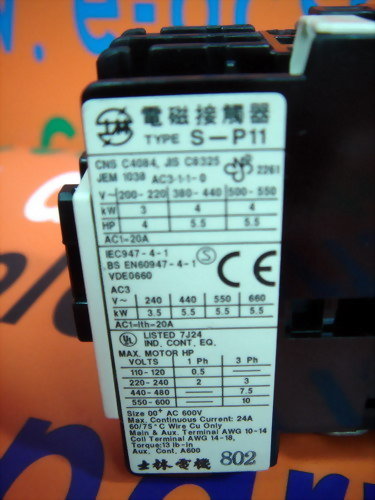 電磁接觸器
TYPE S-P11
CNS C4084, JIS C8325
JEM 1038 AC3-1-1-0 2261
V~ 200-220 380-440 500-550
kW 3 4 4
HP 4 5.5 5.5
AC1=20A
IEC947-4-1
BS EN60947-4-1 S CE
VDE0660
AC3
V~ 240 440 550 660
kW 3.5 5.5 5.5 5.5
AC1=Ith=20A
UL LISTED 7J24
IND. CONT. EQ.
MAX. MOTOR HP
VOLTS 1 Ph 3 Ph
110-120 0.5 —
220-240 2 3
440-480 — 7.5
550-600 — 10
Size 00+ AC 600V
Max. Continuous Current: 24A
60/75°C Wire Cu Only
Main & Aux. Terminal AWG 10-14
Coil Terminal AWG 14-18,
Torque:13 lb-in
Aux. Cont. A600
士林電機 802